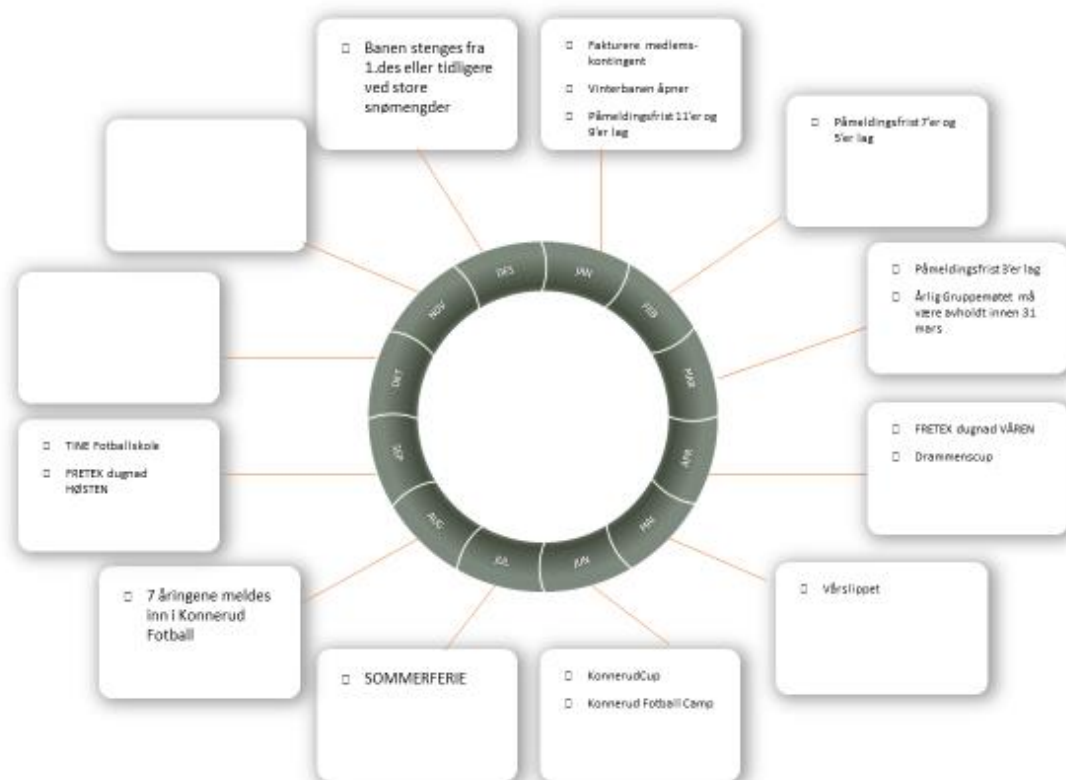 Banen stenges fra
1.des eller tidligere
ved store
snømengder
Fakturere medlems-
kontingent
Vinterbanen åpner
Påmeldingsfrist 11'er og
9'er lag
Påmeldingsfrist 7'er og
5'er lag
Påmeldingsfrist 3'er lag
Årlig Gruppemøtet må
være avholdt innen 31
mars
FRETEX dugnad VÅREN
Drammenscup
Vårslippet
KonnerudCup
Konnerud Fotball Camp
SOMMERFERIE
7 åringene meldes
inn i Konnerud
Fotball
TINE Fotballskole
FRETEX dugnad
HØSTEN
JAN
FEB
MAR
APR
MAI
JUN
JUL
AUG
SEP
OKT
NOV
DES